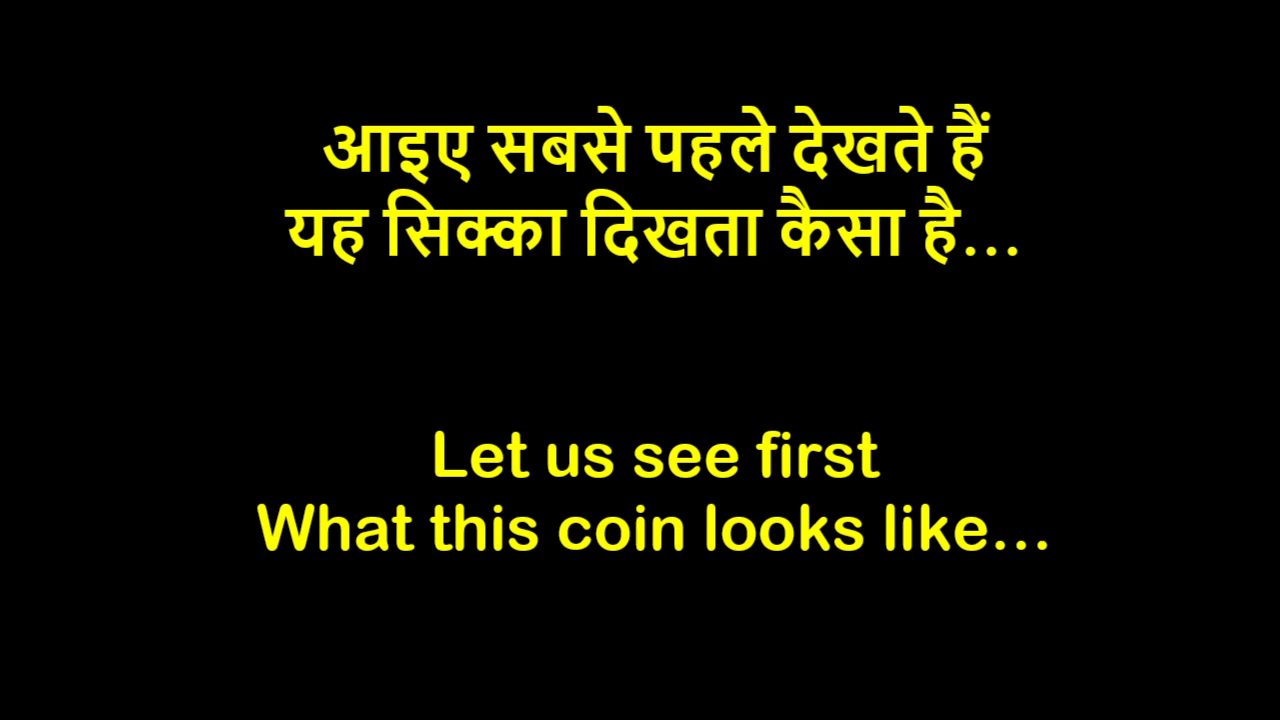 आइए सबसे पहले देखते हैं
यह सिक्का दिखता कैसा है...
Let us see first
What this coin looks like...